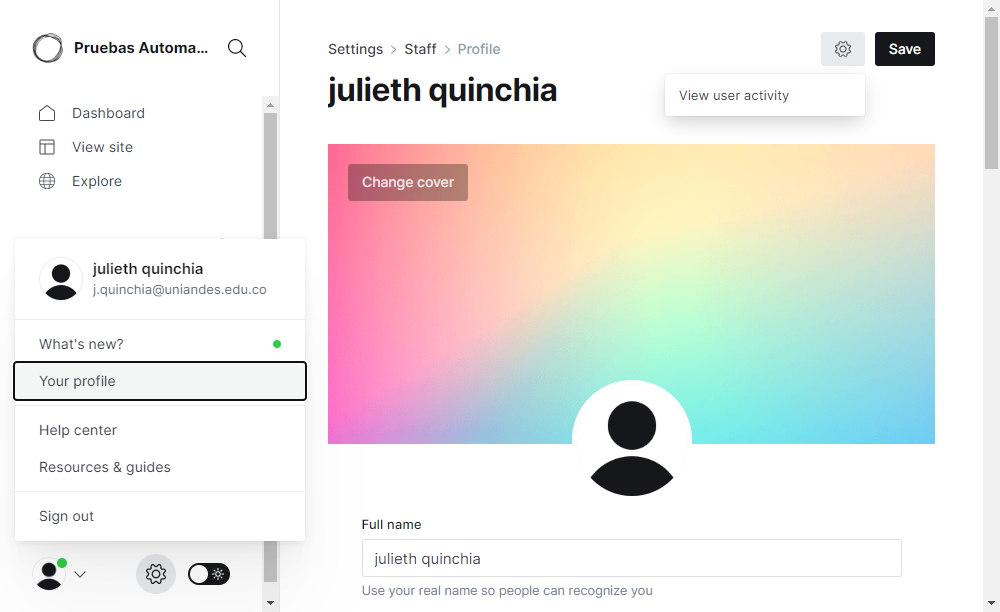 Pruebas Automa...
Dashboard
View site
Explore
julieth quinchia
j.quinchia@uniandes.edu.co
What's new?
Your profile
Help center
Resources & guides
Sign out
Settings > Staff > Profile
Save
julieth quinchia
View user activity
Change cover
Full name
julieth quinchia
Use your real name so people can recognize you